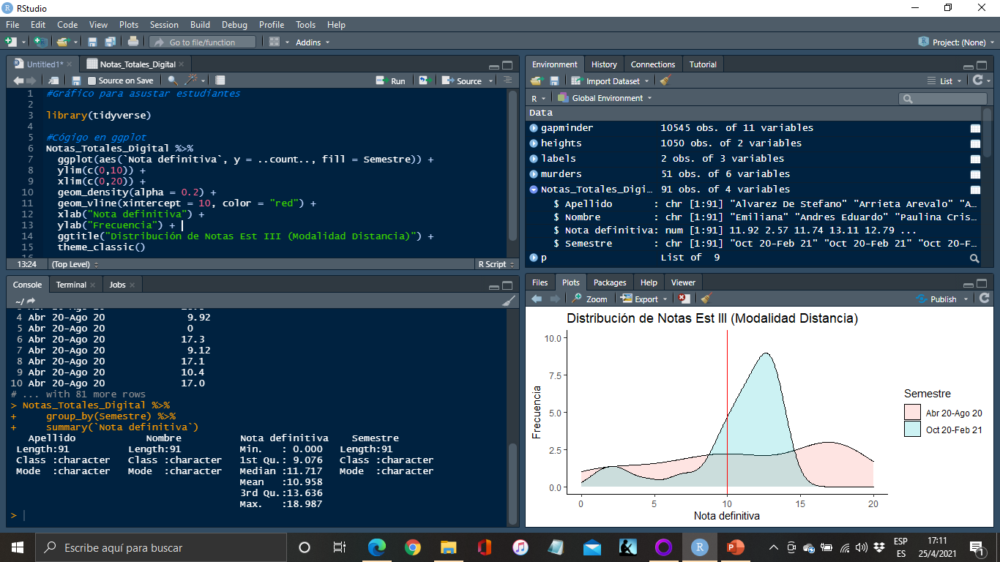 RStudio
File Edit Code View Plots Session Build Debug Profile Tools Help
Go to file/function Addins Project: (None)
Untitled1* Notas_Totales_Digital
Source on Save Run Source
1 #Gráfico para asustar estudiantes
2
3 library(tidyverse)
4
5 #Cógigo en ggplot
6 Notas_Totales_Digital %>%
7 ggplot(aes(`Nota definitiva`, y = ..count.., fill = Semestre)) +
8 ylim(c(0,10)) +
9 xlim(c(0,20)) +
10 geom_density(alpha = 0.2) +
11 geom_vline(xintercept = 10, color = "red") +
12 xlab("Nota definitiva") +
13 ylab("Frecuencia") +
14 ggtitle("Distribución de Notas Est III (Modalidad Distancia)") +
15 theme_classic()
13:24 (Top Level) R Script
Console Terminal Jobs
~/
4 Abr 20-Ago 20 9.92
5 Abr 20-Ago 20 0
6 Abr 20-Ago 20 17.3
7 Abr 20-Ago 20 9.12
8 Abr 20-Ago 20 17.1
9 Abr 20-Ago 20 10.4
10 Abr 20-Ago 20 17.0
# ... with 81 more rows
> Notas_Totales_Digital %>%
+ group_by(Semestre) %>%
+ summary(`Nota definitiva`)
Apellido Nombre Nota definitiva Semestre
Length:91 Length:91 Min. : 0.000 Length:91
Class :character Class :character 1st Qu.: 9.076 Class :character
Mode :character Mode :character Median :11.717 Mode :character
Mean :10.958
3rd Qu.:13.636
Max. :18.987
>
Environment History Connections Tutorial
Import Dataset List
R Global Environment
Data
gapminder 10545 obs. of 11 variables
heights 1050 obs. of 2 variables
labels 2 obs. of 3 variables
murders 51 obs. of 6 variables
Notas_Totales_Digi… 91 obs. of 4 variables
$ Apellido : chr [1:91] "Alvarez De Stefano" "Arrieta Arevalo" "A…
$ Nombre : chr [1:91] "Emiliana" "Andres Eduardo" "Paulina Cris…
$ Nota definitiva: num [1:91] 11.92 2.57 11.74 13.11 12.79 ...
$ Semestre : chr [1:91] "Oct 20-Feb 21" "Oct 20-Feb 21" "Oct 20-F…
p List of 9
Files Plots Packages Help Viewer
Zoom Export Publish
Distribución de Notas Est III (Modalidad Distancia)
10.0
7.5
5.0
2.5
0.0
Frecuencia
0 5 10 15 20
Nota definitiva
Semestre
Abr 20-Ago 20
Oct 20-Feb 21
Escribe aquí para buscar
ESP
ES
17:11
25/4/2021
1